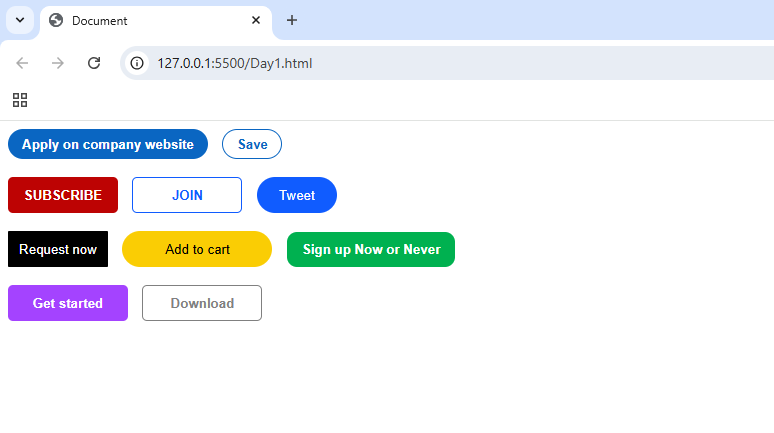 Document
127.0.0.1:5500/Day1.html
Apply on company website Save
SUBSCRIBE JOIN Tweet
Request now Add to cart Sign up Now or Never
Get started Download